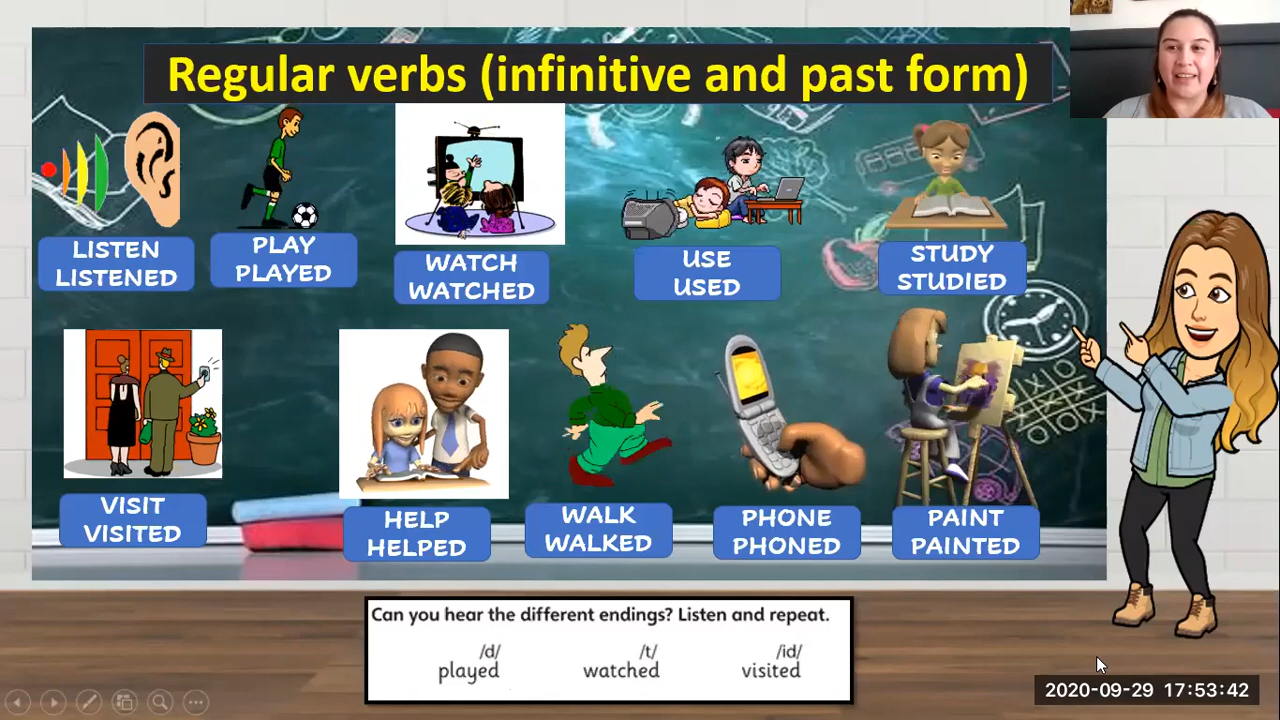 Regular verbs (infinitive and past form)
LISTEN
LISTENED
PLAY
PLAYED
WATCH
WATCHED
USE
USED
STUDY
STUDIED
VISIT
VISITED
HELP
HELPED
WALK
WALKED
PHONE
PHONED
PAINT
PAINTED
Can you hear the different endings? Listen and repeat.
/d/ /t/ /id/
played watched visited
2020-09-29 17:53:42